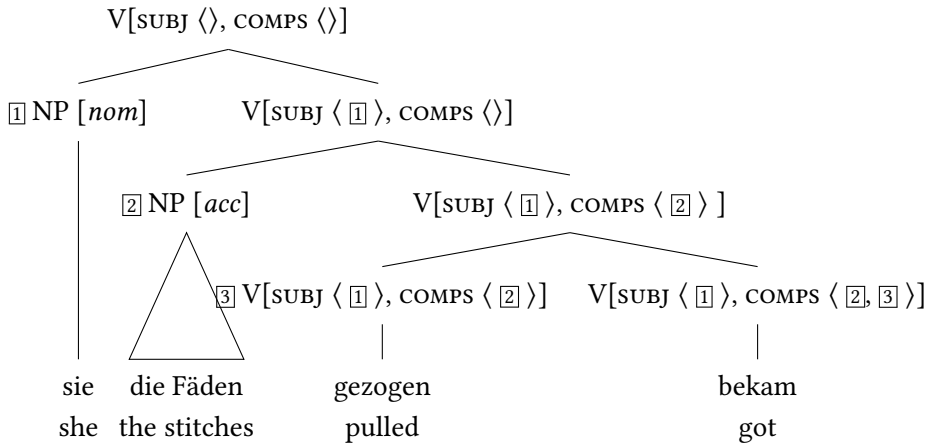 V[SUBJ ⟨⟩, COMPS ⟨⟩]
[1] NP [nom] V[SUBJ ⟨ [1] ⟩, COMPS ⟨⟩]
[2] NP [acc] V[SUBJ ⟨ [1] ⟩, COMPS ⟨ [2] ⟩ ]
[3] V[SUBJ ⟨ [1] ⟩, COMPS ⟨ [2] ⟩] V[SUBJ ⟨ [1] ⟩, COMPS ⟨ [2], [3] ⟩]
sie die Fäden gezogen bekam
she the stitches pulled got